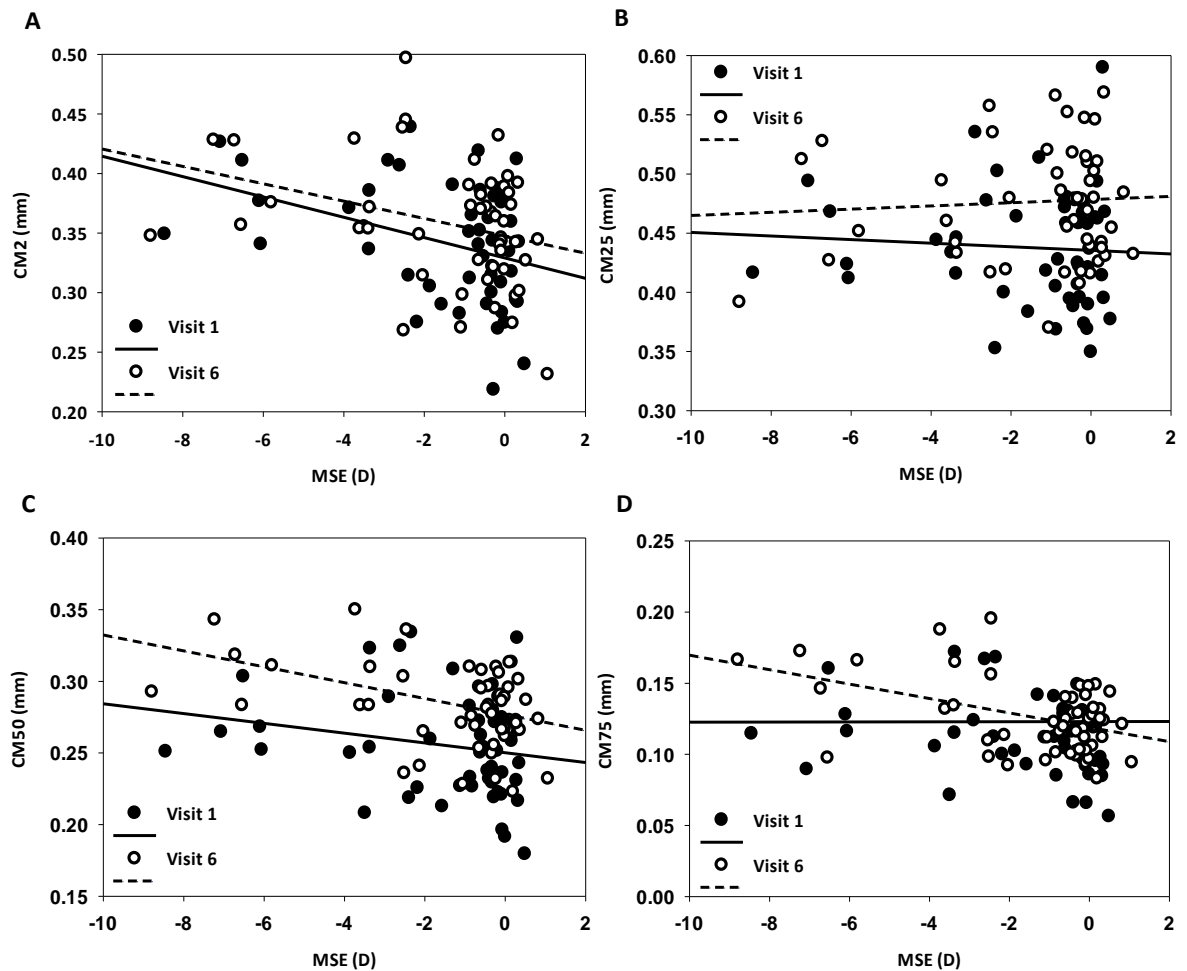 A
0.50
0.45
0.40
0.35
0.30
0.25
0.20
CM2 (mm)
Visit 1
Visit 6
-10 -8 -6 -4 -2 0 2
MSE (D)
B
0.60
0.55
0.50
0.45
0.40
0.35
0.30
CM25 (mm)
Visit 1
Visit 6
-10 -8 -6 -4 -2 0 2
MSE (D)
C
0.40
0.35
0.30
0.25
0.20
0.15
CM50 (mm)
Visit 1
Visit 6
-10 -8 -6 -4 -2 0 2
MSE (D)
D
0.25
0.20
0.15
0.10
0.05
0.00
CM75 (mm)
Visit 1
Visit 6
-10 -8 -6 -4 -2 0 2
MSE (D)